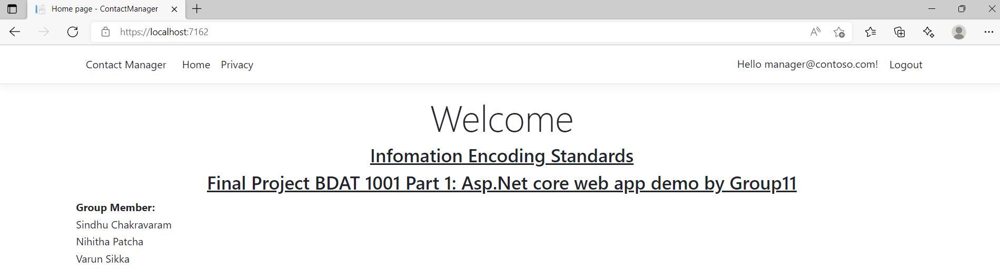 Home page - ContactManager
https://localhost:7162
Contact Manager Home Privacy Hello manager@contoso.com! Logout
Welcome
Infomation Encoding Standards
Final Project BDAT 1001 Part 1: Asp.Net core web app demo by Group11
Group Member:
Sindhu Chakravaram
Nihitha Patcha
Varun Sikka